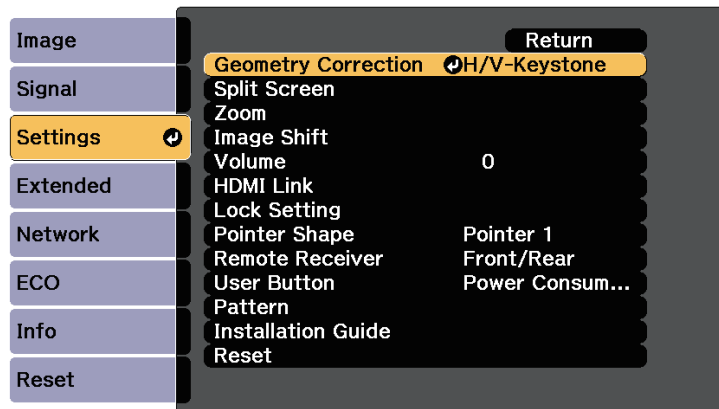 Image
Signal
Settings
Extended
Network
ECO
Info
Reset
Return
Geometry Correction H/V-Keystone
Split Screen
Zoom
Image Shift
Volume 0
HDMI Link
Lock Setting
Pointer Shape Pointer 1
Remote Receiver Front/Rear
User Button Power Consum...
Pattern
Installation Guide
Reset